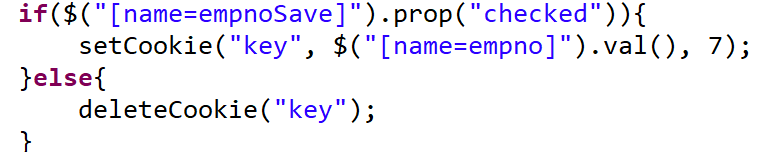 if($("[name=empnoSave]").prop("checked")){
    setCookie("key", $("[name=empno]").val(), 7);
}else{
    deleteCookie("key");
}